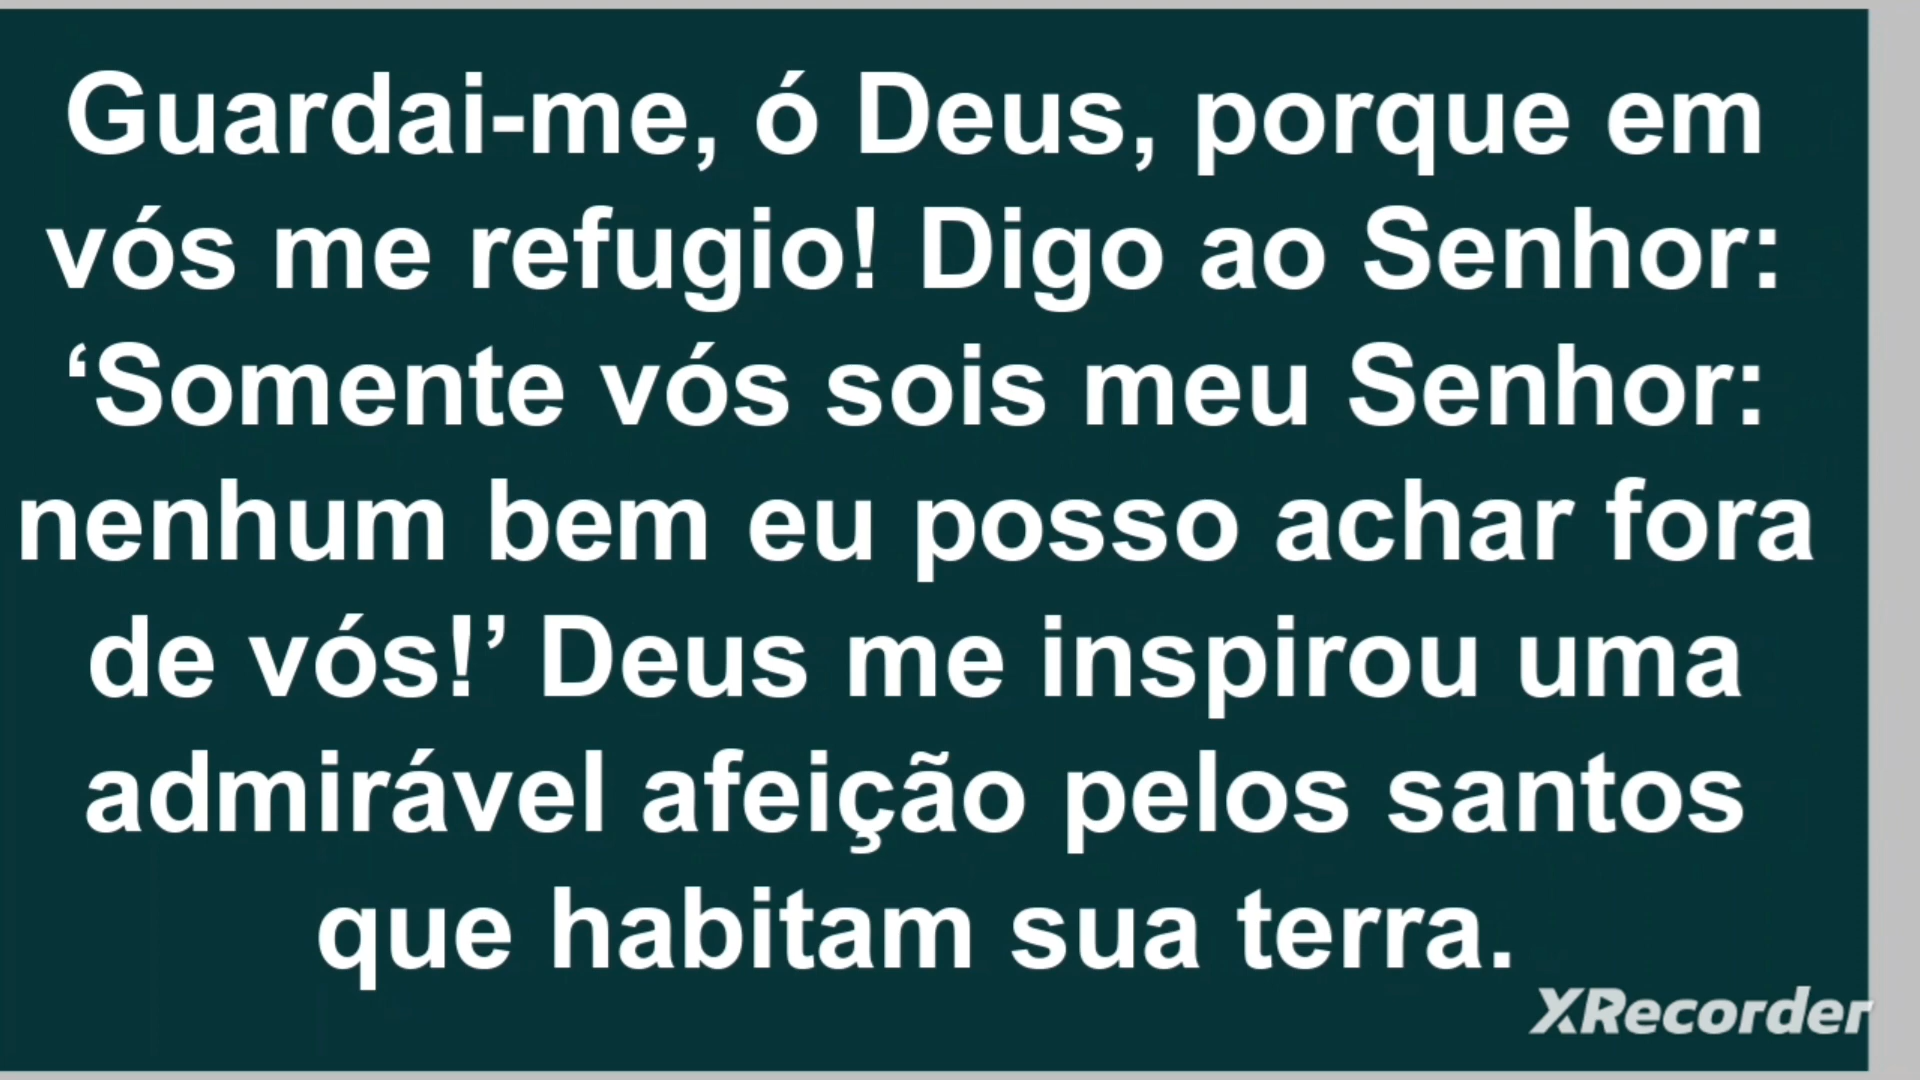 Guardai-me, ó Deus, porque em
vós me refugio! Digo ao Senhor:
‘Somente vós sois meu Senhor:
nenhum bem eu posso achar fora
de vós!’ Deus me inspirou uma
admirável afeição pelos santos
que habitam sua terra.
XRecorder